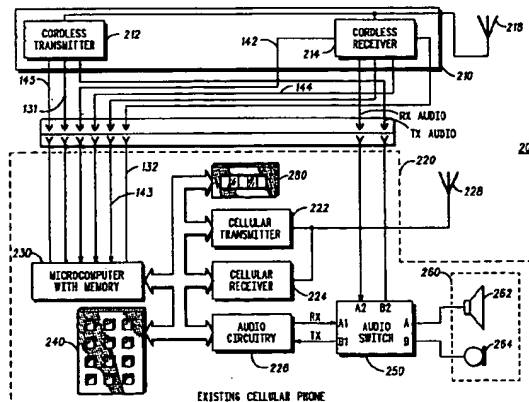 CORDLESS
TRANSMITTER
212
142
CORDLESS
RECEIVER
214
218
210
145
131
144
RX AUDIO
TX AUDIO
132
143
280
220
20
228
CELLULAR
TRANSMITTER
222
230
MICROCOMPUTER
WITH MEMORY
CELLULAR
RECEIVER
224
A2 B2
260
262
240
AUDIO
CIRCUITRY
226
RX
TX
A1
B1
AUDIO
SWITCH
A
B
250
264
EXISTING CELLULAR PHONE